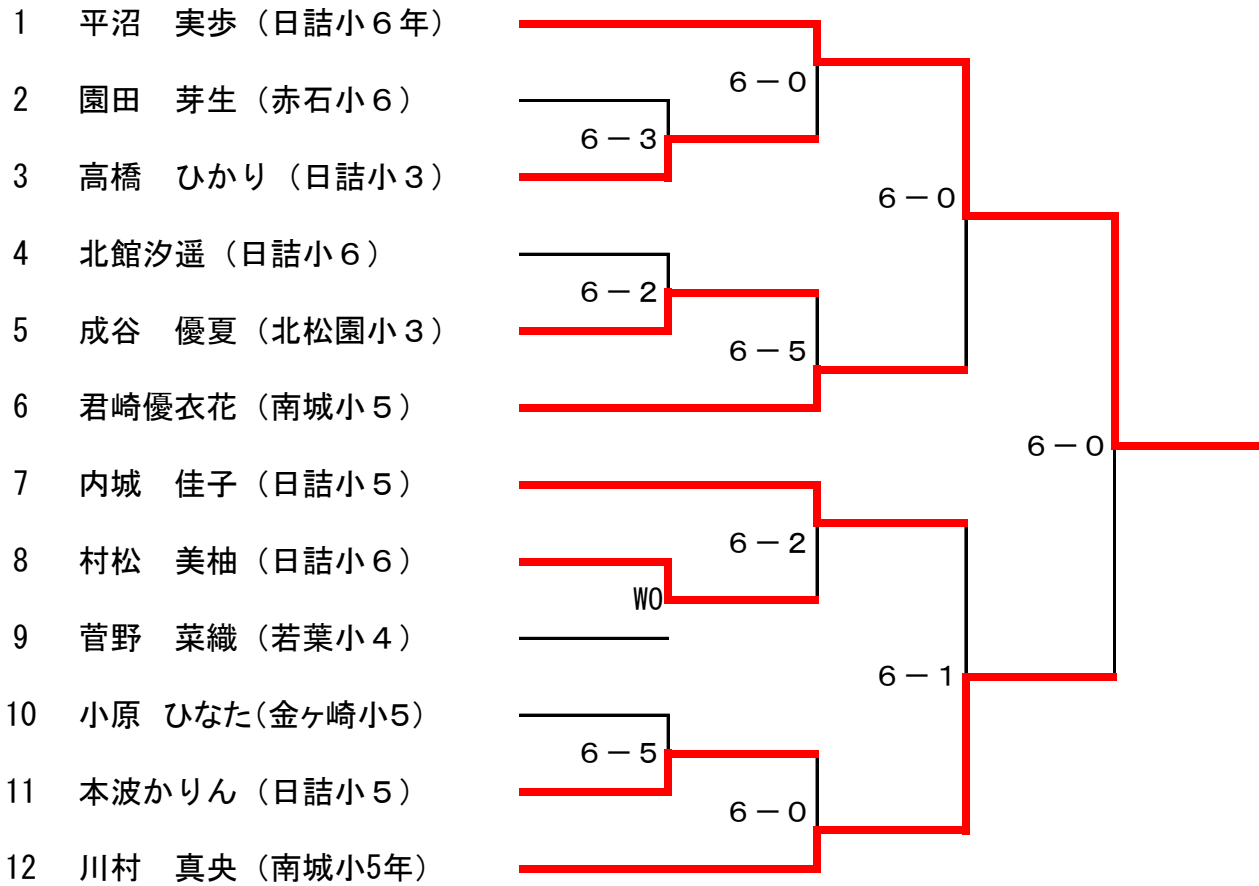 1 平沼　実歩（日詰小６年）
6－0
2 園田　芽生（赤石小６）
6－3
3 高橋　ひかり（日詰小３）
6－0
4 北館汐遥（日詰小６）
6－2
5 成谷　優夏（北松園小３）
6－5
6 君崎優衣花（南城小５）
6－0
7 内城　佳子（日詰小５）
6－2
8 村松　美柚（日詰小６）
WO
9 菅野　菜織（若葉小４）
6－1
10 小原 ひなた(金ヶ崎小5)
6－5
11 本波かりん（日詰小５）
6－0
12 川村　真央（南城小5年）